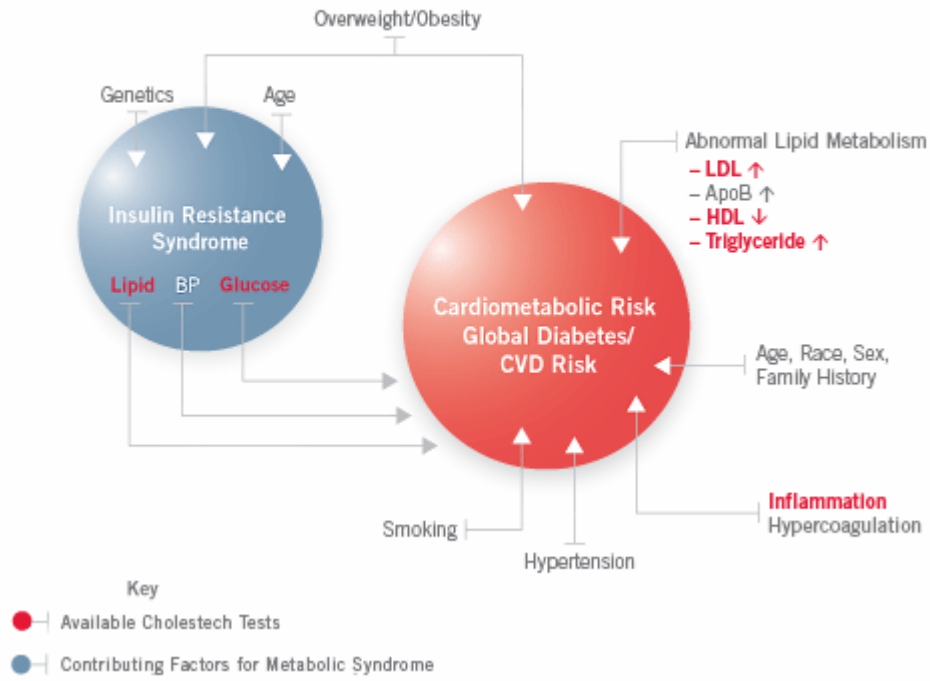 Overweight/Obesity
Genetics
Age
Insulin Resistance
Syndrome
Lipid BP Glucose
Abnormal Lipid Metabolism
– LDL ↑
– ApoB ↑
– HDL ↓
– Triglyceride ↑
Cardiometabolic Risk
Global Diabetes/
CVD Risk
Age, Race, Sex,
Family History
Inflammation
Hypercoagulation
Smoking
Hypertension
Key
Available Cholestech Tests
Contributing Factors for Metabolic Syndrome